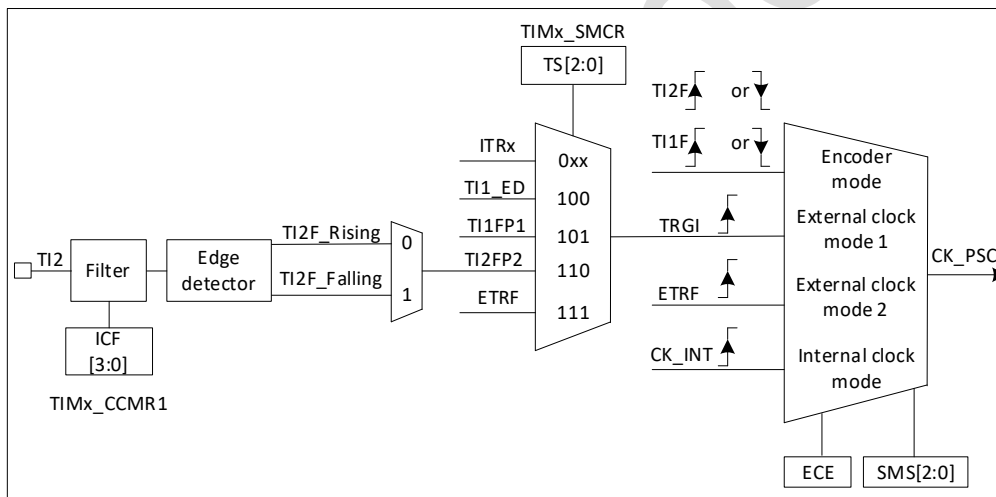 TIMx_SMCR
TS[2:0]
TI2F or
TI1F or
ITRx
0xx
TI1_ED
100
TI1FP1
101
TI2FP2
110
ETRF
111
TI2
Filter
Edge
detector
TI2F_Rising
0
TI2F_Falling
1
ICF
[3:0]
TIMx_CCMR1
Encoder
mode
TRGI
External clock
mode 1
ETRF
External clock
mode 2
CK_INT
Internal clock
mode
CK_PSC
ECE
SMS[2:0]